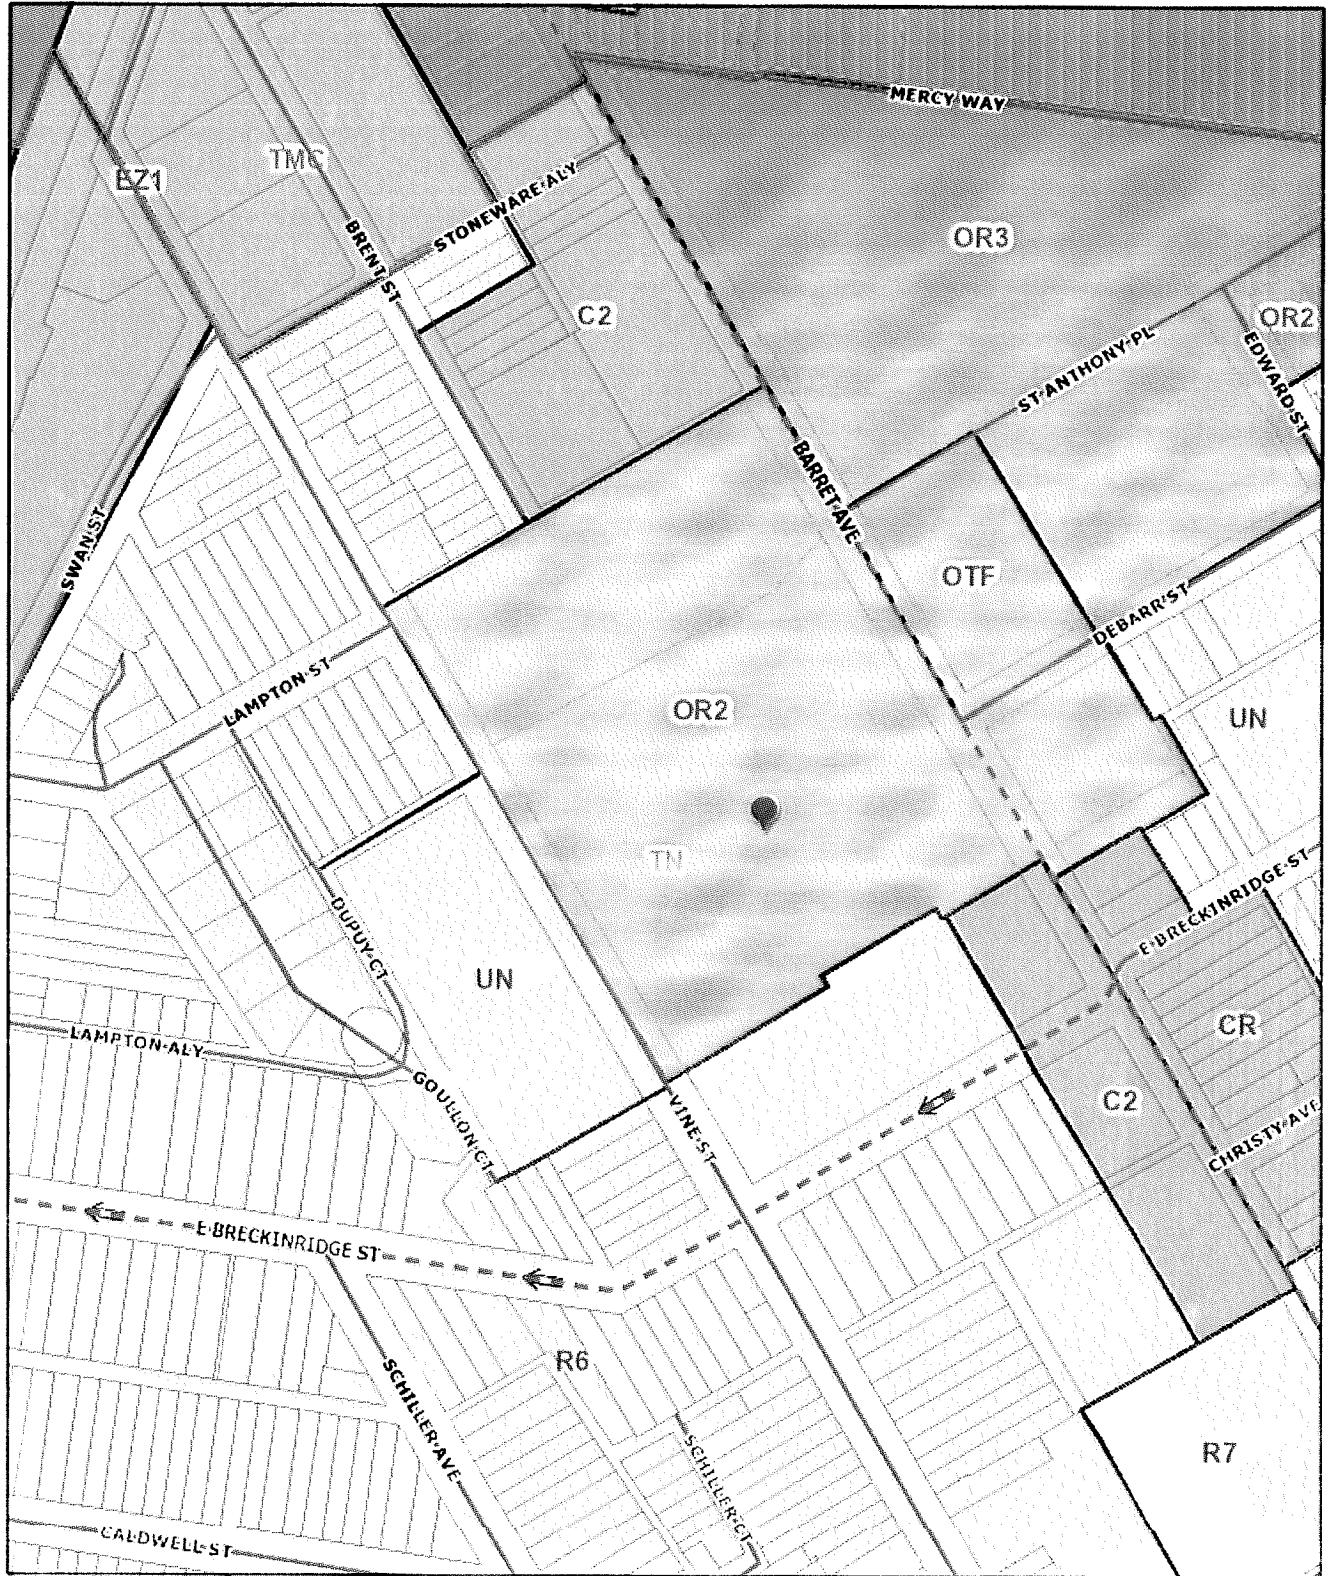 MERCY WAY
TMC
EZ1
STONEWARE ALY
BRENT ST
OR3
C2
OR2
ST ANTHONY PL
EDWARD ST
BARRET AVE
SWAN ST
OTF
DEBARR ST
LAMPTON ST
OR2
UN
TN
E BRECKINRIDGE ST
DUPUY CT
UN
CR
LAMPTON ALY
GOULLON CT
VINE ST
C2
CHRISTY AVE
E BRECKINRIDGE ST
R6
SCHILLER AVE
R7
SCHILLER CT
CALDWELL ST